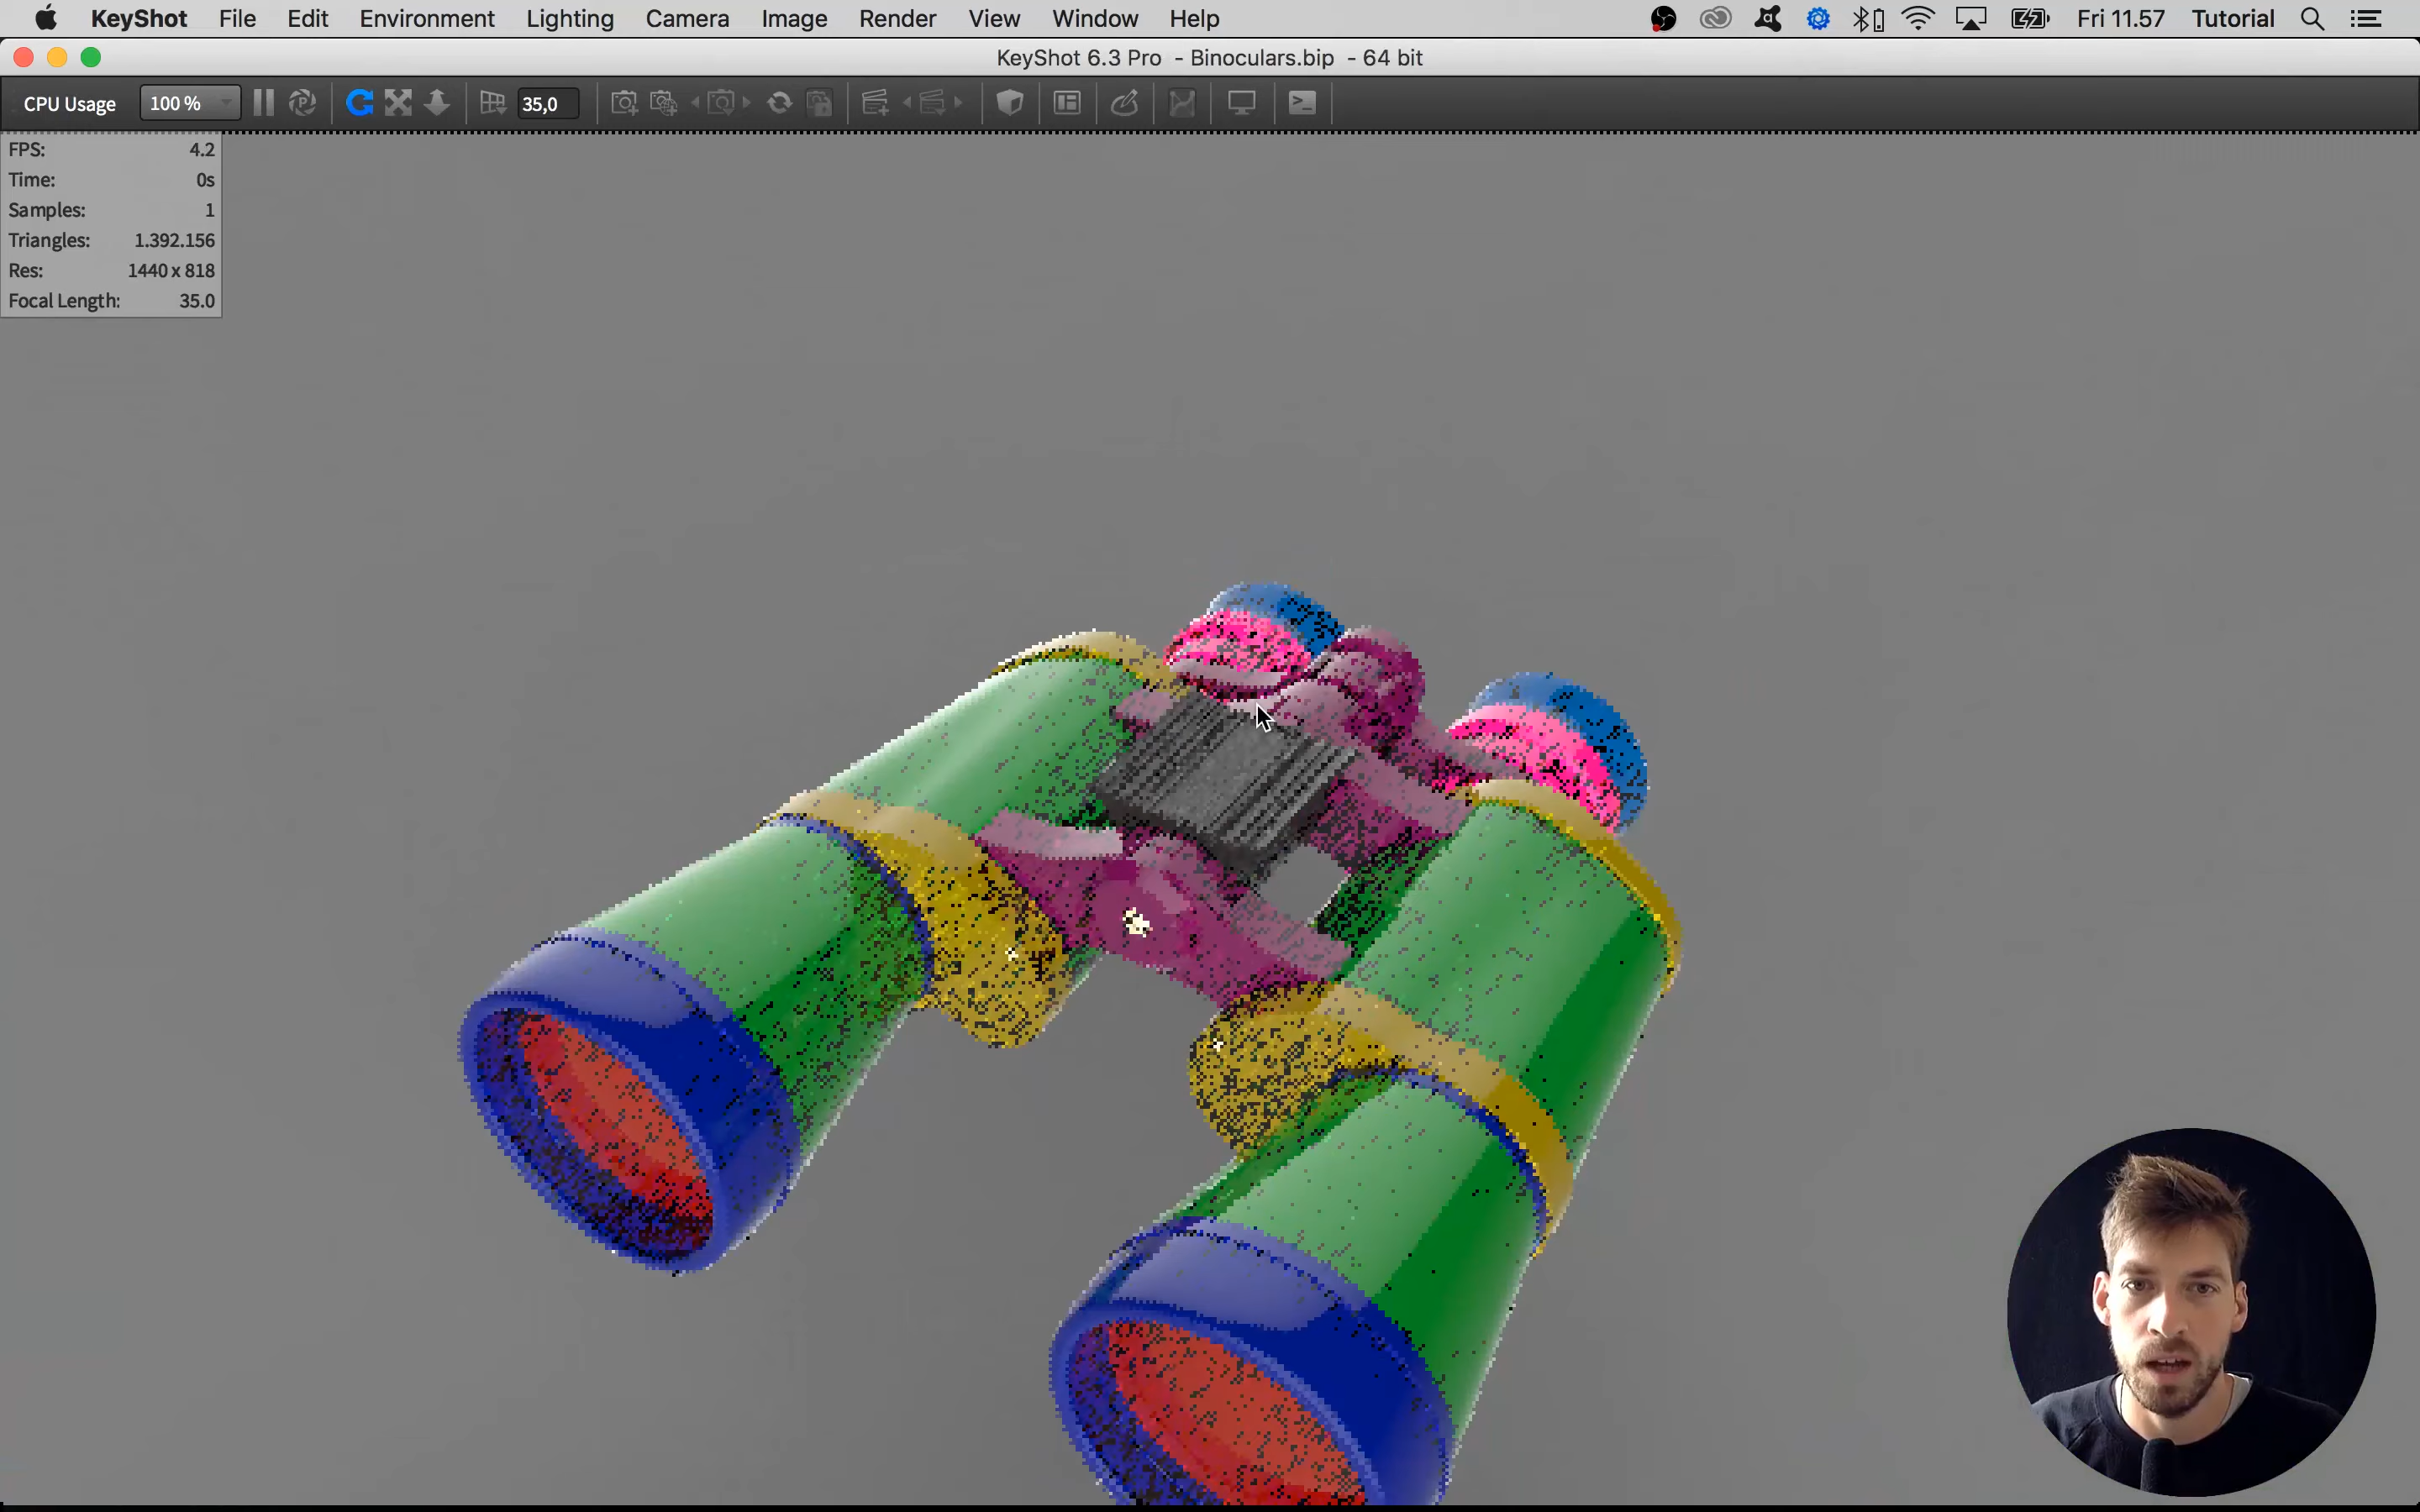 KeyShot File Edit Environment Lighting Camera Image Render View Window Help Fri 11.57 Tutorial
KeyShot 6.3 Pro - Binoculars.bip - 64 bit
CPU Usage 100 % 35,0
FPS: 4.2
Time: 0s
Samples: 1
Triangles: 1.392.156
Res: 1440 x 818
Focal Length: 35.0